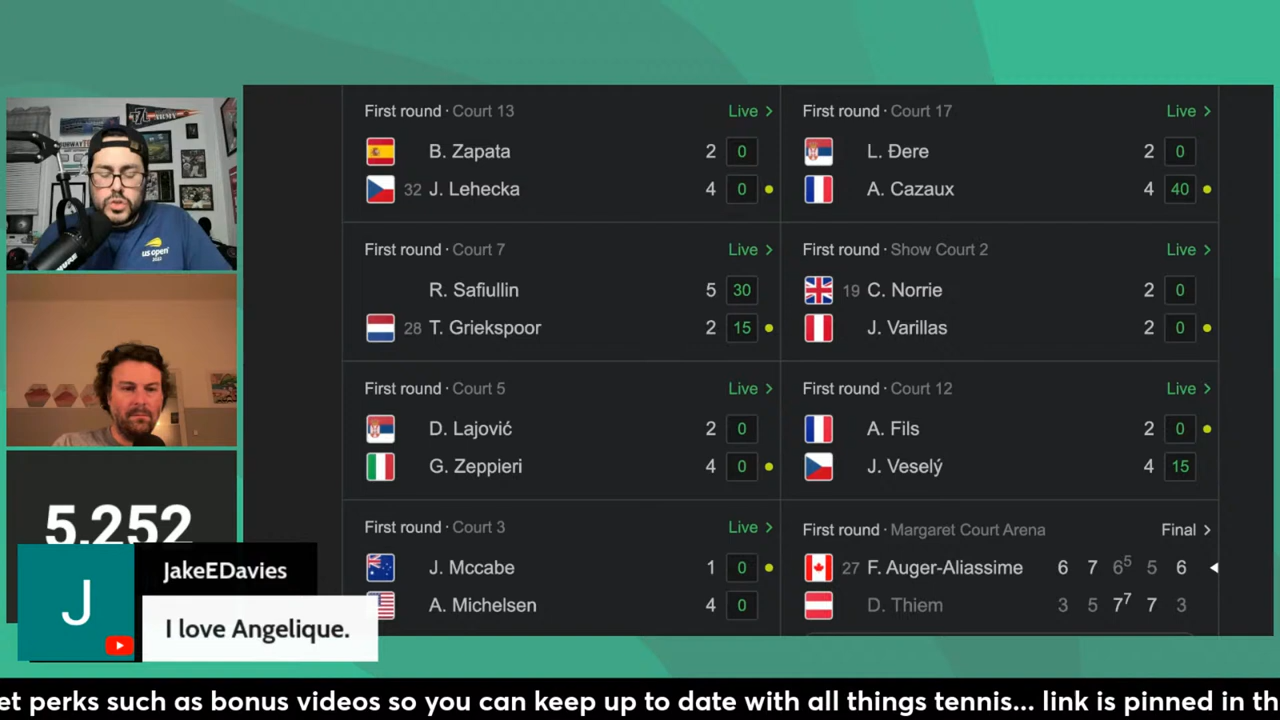 ARMY
us open
First round · Court 13
Live >
B. Zapata 2 0
32 J. Lehecka 4 0
First round · Court 17
Live >
L. Đere 2 0
A. Cazaux 4 40
First round · Court 7
Live >
R. Safiullin 5 30
28 T. Griekspoor 2 15
First round · Show Court 2
Live >
19 C. Norrie 2 0
J. Varillas 2 0
First round · Court 5
Live >
D. Lajović 2 0
G. Zeppieri 4 0
First round · Court 12
Live >
A. Fils 2 0
J. Veselý 4 15
First round · Court 3
Live >
J. Mccabe 1 0
A. Michelsen 4 0
First round · Margaret Court Arena
Final >
27 F. Auger-Aliassime 6 7 6⁵ 5 6
D. Thiem 3 5 7⁷ 7 3
5,252
J
JakeEDavies
I love Angelique.
et perks such as bonus videos so you can keep up to date with all things tennis... link is pinned in th